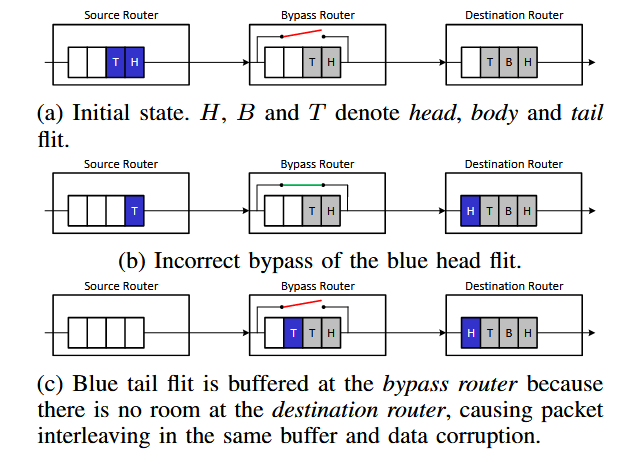 Source Router Bypass Router Destination Router
T H T H T B H
(a) Initial state. H, B and T denote head, body and tail
flit.
Source Router Bypass Router Destination Router
T T H H T B H
(b) Incorrect bypass of the blue head flit.
Source Router Bypass Router Destination Router
T T H H T B H
(c) Blue tail flit is buffered at the bypass router because
there is no room at the destination router, causing packet
interleaving in the same buffer and data corruption.